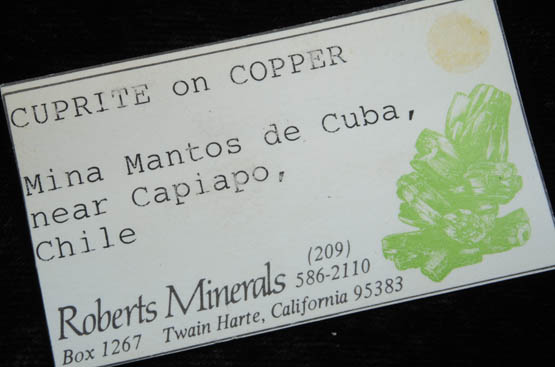 CUPRITE on COPPER
Mina Mantos de Cuba,
near Capiapo,
Chile
Roberts Minerals (209) 586-2110
Box 1267 Twain Harte, California 95383